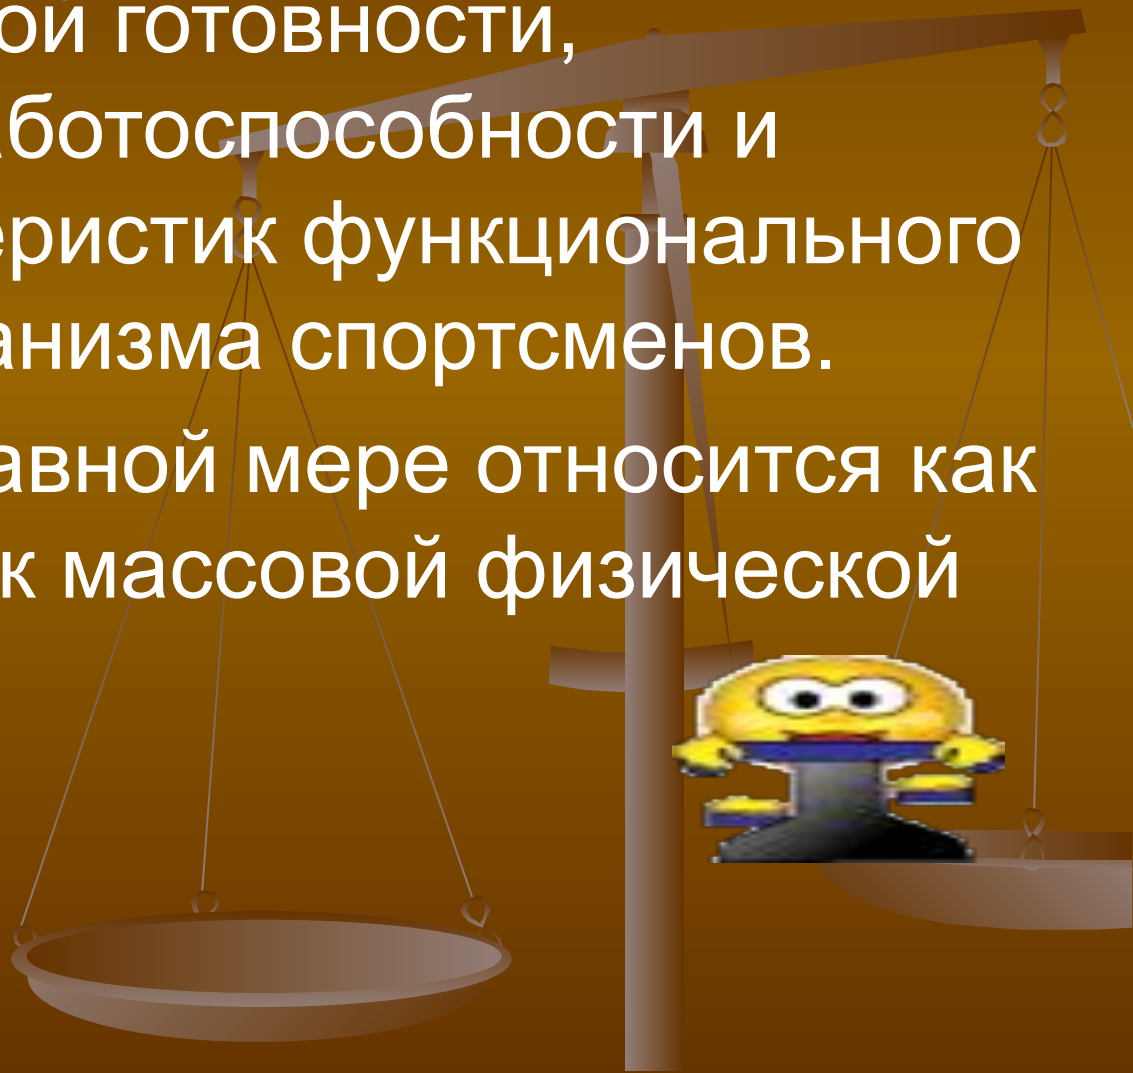 ой готовности,
ботоспособности и
еристик функционального
анизма спортсменов.
авной мере относится как
к массовой физической